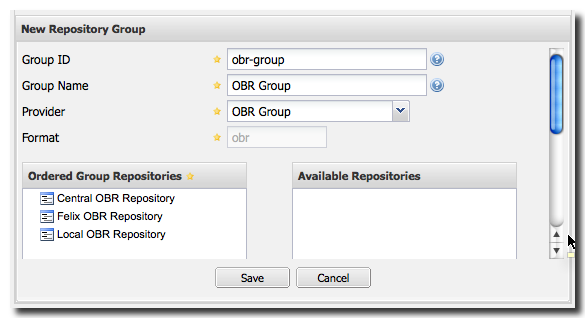 New Repository Group
Group ID obr-group
Group Name OBR Group
Provider OBR Group
Format obr
Ordered Group Repositories Available Repositories
Central OBR Repository
Felix OBR Repository
Local OBR Repository
Save Cancel